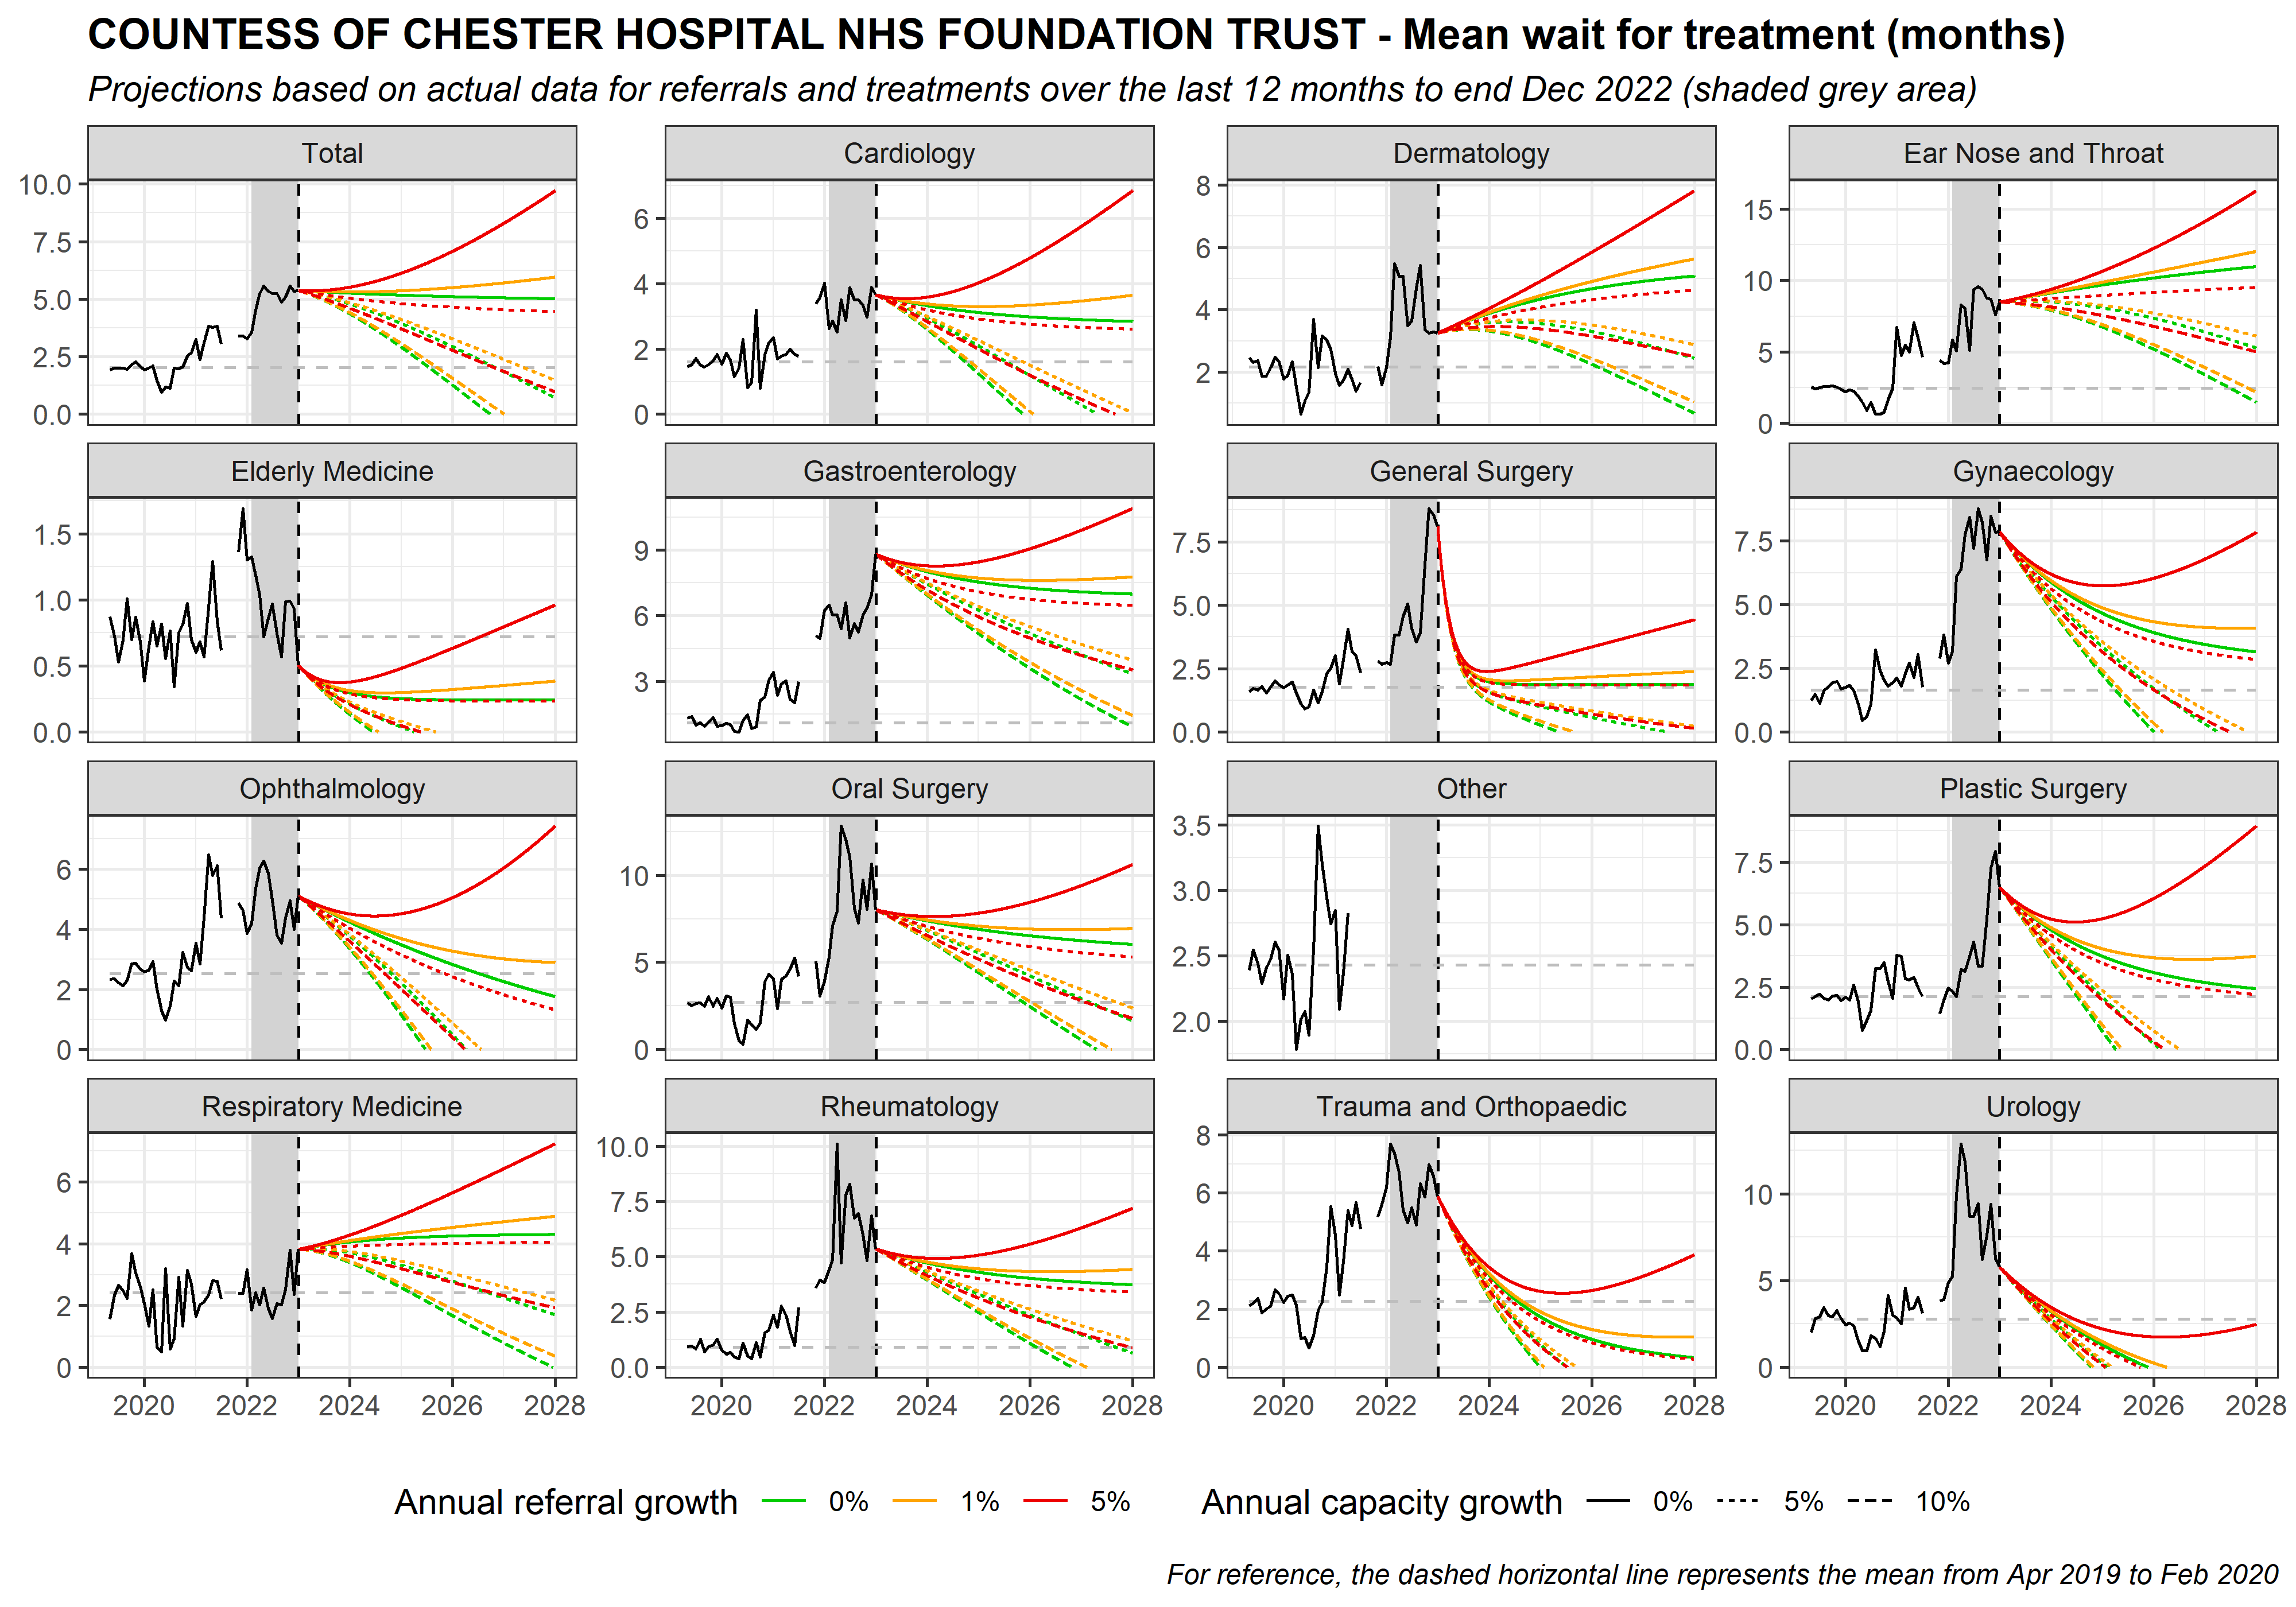 COUNTESS OF CHESTER HOSPITAL NHS FOUNDATION TRUST - Mean wait for treatment (months)
Projections based on actual data for referrals and treatments over the last 12 months to end Dec 2022 (shaded grey area)
Total
Cardiology
Dermatology
Ear Nose and Throat
10.0
7.5
5.0
2.5
0.0
6
4
2
0
8
6
4
2
15
10
5
0
Elderly Medicine
Gastroenterology
General Surgery
Gynaecology
1.5
1.0
0.5
0.0
9
6
3
7.5
5.0
2.5
0.0
7.5
5.0
2.5
0.0
Ophthalmology
Oral Surgery
Other
Plastic Surgery
6
4
2
0
10
5
0
3.5
3.0
2.5
2.0
7.5
5.0
2.5
0.0
Respiratory Medicine
Rheumatology
Trauma and Orthopaedic
Urology
6
4
2
0
10.0
7.5
5.0
2.5
0.0
8
6
4
2
0
10
5
0
2020 2022 2024 2026 2028
2020 2022 2024 2026 2028
2020 2022 2024 2026 2028
2020 2022 2024 2026 2028
Annual referral growth 0% 1% 5%
Annual capacity growth 0% 5% 10%
For reference, the dashed horizontal line represents the mean from Apr 2019 to Feb 2020